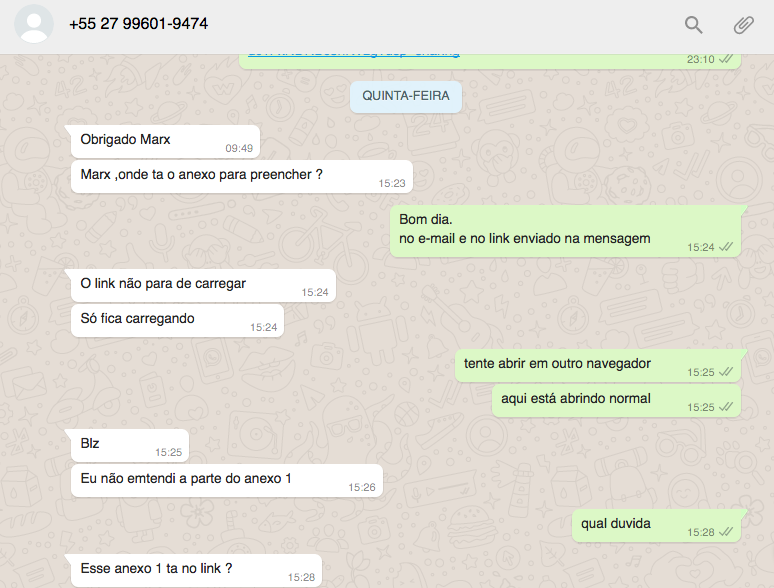 +55 27 99601-9474
23:10
QUINTA-FEIRA
Obrigado Marx
09:49
Marx ,onde ta o anexo para preencher ?
15:23
Bom dia.
no e-mail e no link enviado na mensagem
15:24
O link não para de carregar
15:24
Só fica carregando
15:24
tente abrir em outro navegador
15:25
aqui está abrindo normal
15:25
Blz
15:25
Eu não emtendi a parte do anexo 1
15:26
qual duvida
15:28
Esse anexo 1 ta no link ?
15:28